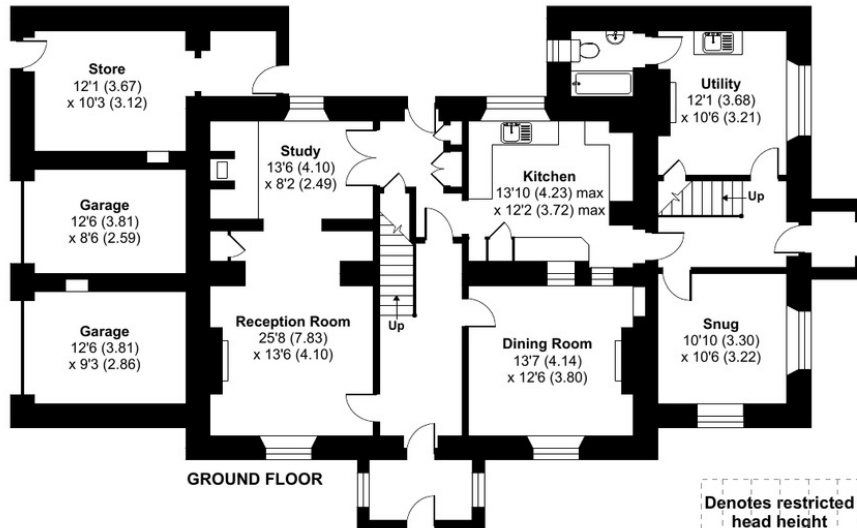 Store
12'1 (3.67)
x 10'3 (3.12)
Utility
12'1 (3.68)
x 10'6 (3.21)
Study
13'6 (4.10)
x 8'2 (2.49)
Kitchen
13'10 (4.23) max
x 12'2 (3.72) max
Garage
12'6 (3.81)
x 8'6 (2.59)
Up
Garage
12'6 (3.81)
x 9'3 (2.86)
Reception Room
25'8 (7.83)
x 13'6 (4.10)
Up
Dining Room
13'7 (4.14)
x 12'6 (3.80)
Snug
10'10 (3.30)
x 10'6 (3.22)
GROUND FLOOR
Denotes restricted
head height